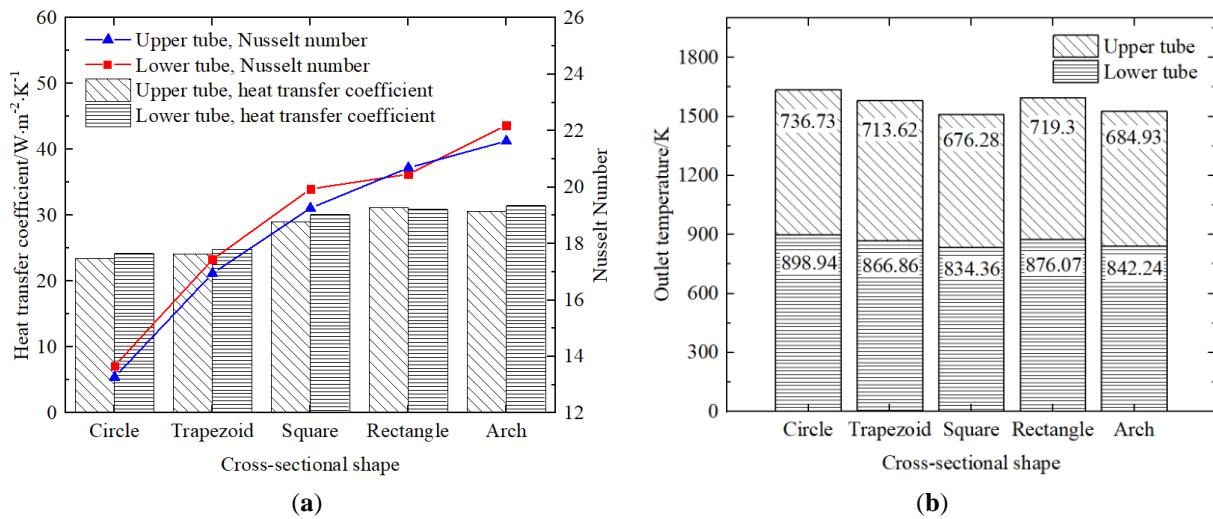 60
50
40
30
20
10
0
Heat transfer coefficient/W·m⁻²·K⁻¹
26
24
22
20
18
16
14
12
Nusselt Number
Upper tube, Nusselt number
Lower tube, Nusselt number
Upper tube, heat transfer coefficient
Lower tube, heat transfer coefficient
Circle Trapezoid Square Rectangle Arch
Cross-sectional shape
(a)
1800
1500
1200
900
600
300
0
Outlet temperature/K
Upper tube
Lower tube
736.73 713.62 676.28 719.3 684.93
898.94 866.86 834.36 876.07 842.24
Circle Trapezoid Square Rectangle Arch
Cross-sectional shape
(b)